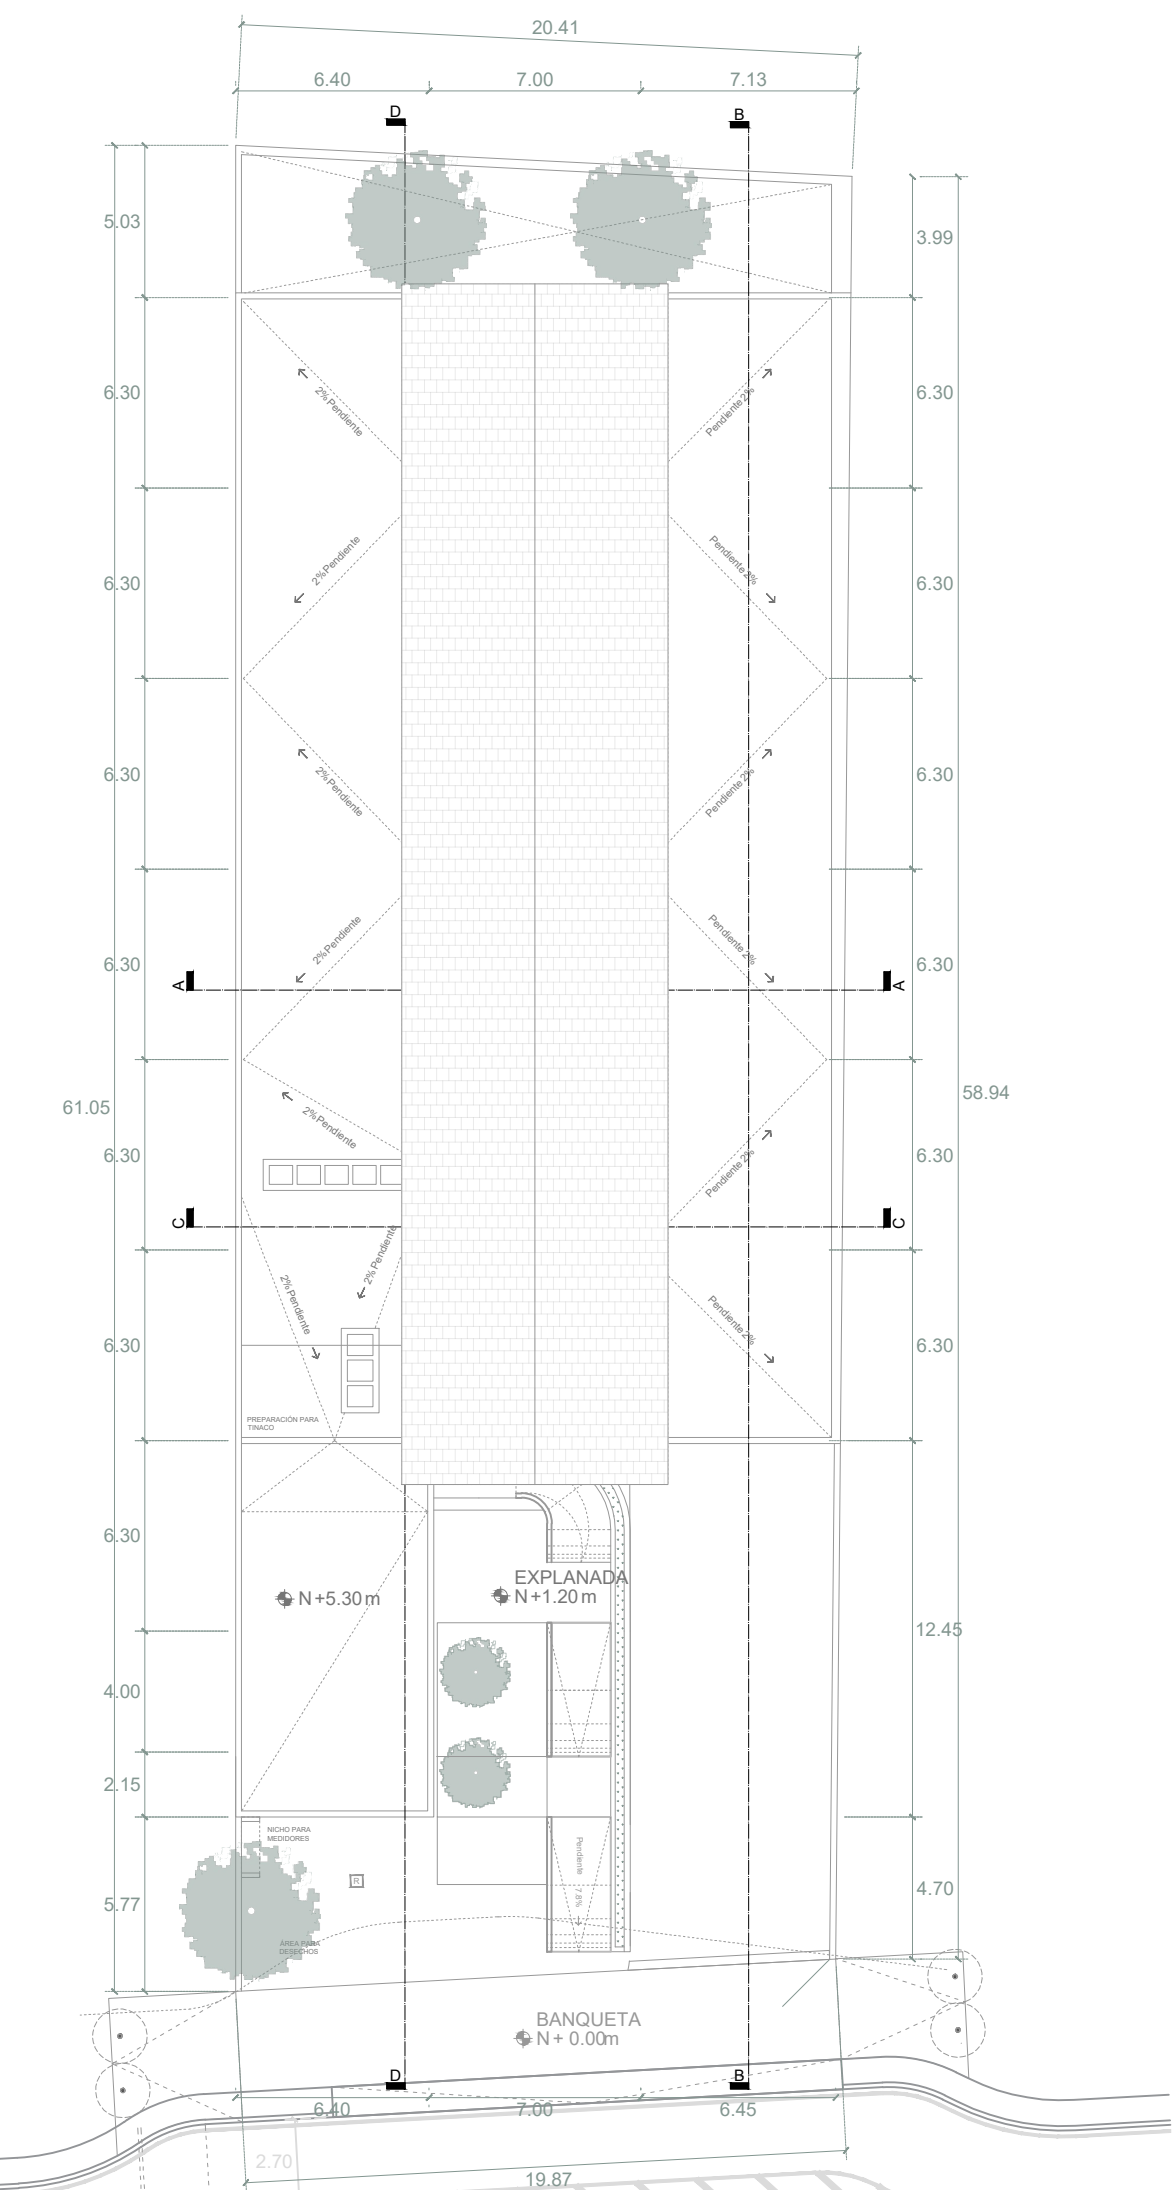 20.41
6.40
7.00
7.13
D
B
5.03
3.99
6.30
6.30
2% Pendiente
Pendiente 2%
6.30
6.30
2% Pendiente
Pendiente 2%
6.30
6.30
2% Pendiente
Pendiente 2%
6.30
6.30
2% Pendiente
Pendiente 2%
A
A
61.05
58.94
2% Pendiente
6.30
6.30
Pendiente 2%
C
C
2% Pendiente
2% Pendiente
Pendiente 2%
6.30
6.30
PREPARACIÓN PARA
TINACO
6.30
EXPLANADA
N +5.30 m
N +1.20 m
12.45
4.00
2.15
NICHO PARA
MEDIDORES
Pendiente 7.8%
R
5.77
4.70
ÁREA PARA
DESECHOS
BANQUETA
N + 0.00m
D
B
6.40
7.00
6.45
2.70
19.87